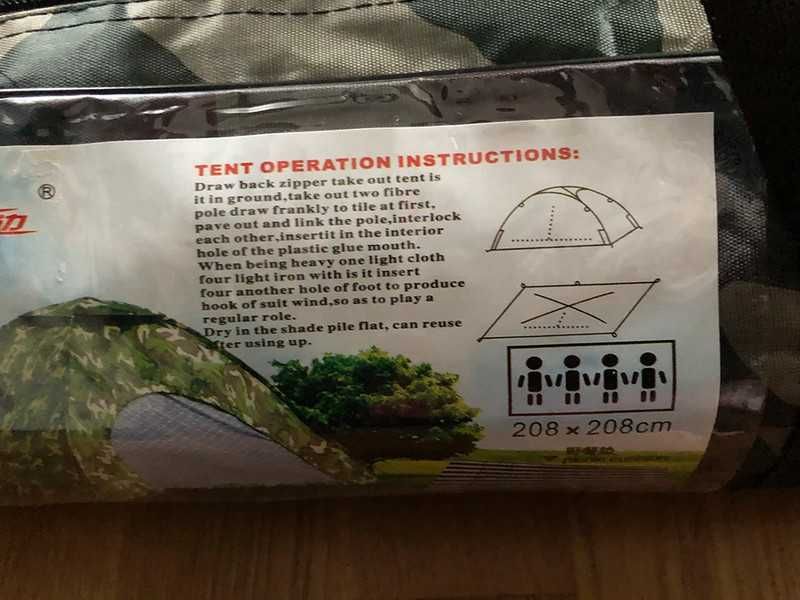 ®
TENT OPERATION INSTRUCTIONS:
Draw back zipper take out tent is
it in ground,take out two fibre
pole draw frankly to tile at first,
pave out and link the pole,interlock
each other,insertit in the interior
hole of the plastic glue mouth.
When being heavy one light cloth
four light iron with is it insert
four another hole of foot to produce
hook of suit wind,so as to play a
regular role.
Dry in the shade pile flat, can reuse
after using up.
208×208cm